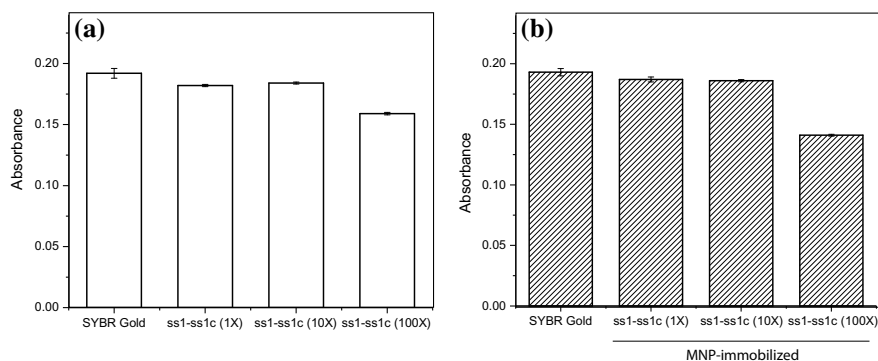 (a)
Absorbance
0.20
0.15
0.10
0.05
0.00
SYBR Gold
ss1-ss1c (1X)
ss1-ss1c (10X)
ss1-ss1c (100X)
(b)
Absorbance
0.20
0.15
0.10
0.05
0.00
SYBR Gold
ss1-ss1c (1X)
ss1-ss1c (10X)
ss1-ss1c (100X)
MNP-immobilized